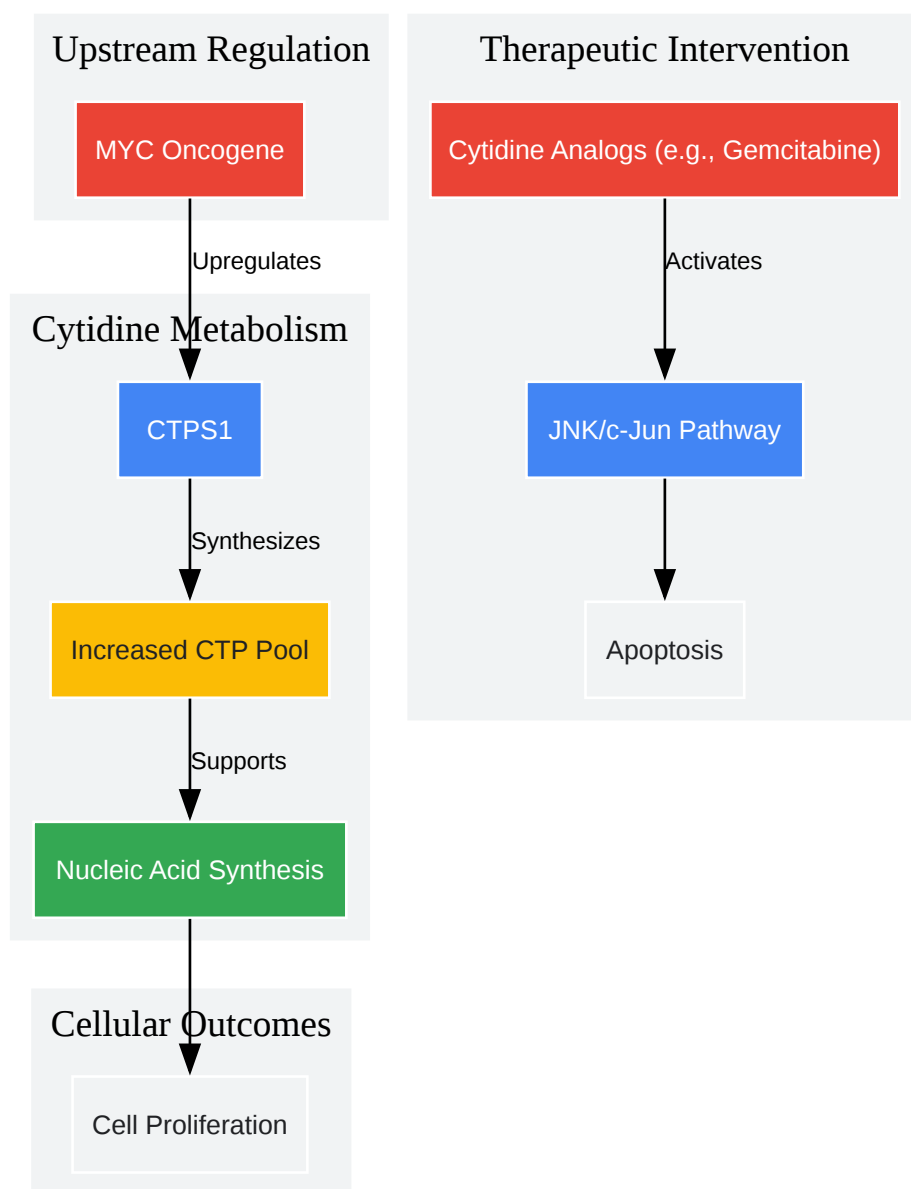 Upstream Regulation
MYC Oncogene
Upregulates
Cytidine Metabolism
CTPS1
Synthesizes
Increased CTP Pool
Supports
Nucleic Acid Synthesis
Cellular Outcomes
Cell Proliferation
Therapeutic Intervention
Cytidine Analogs (e.g., Gemcitabine)
Activates
JNK/c-Jun Pathway
Apoptosis